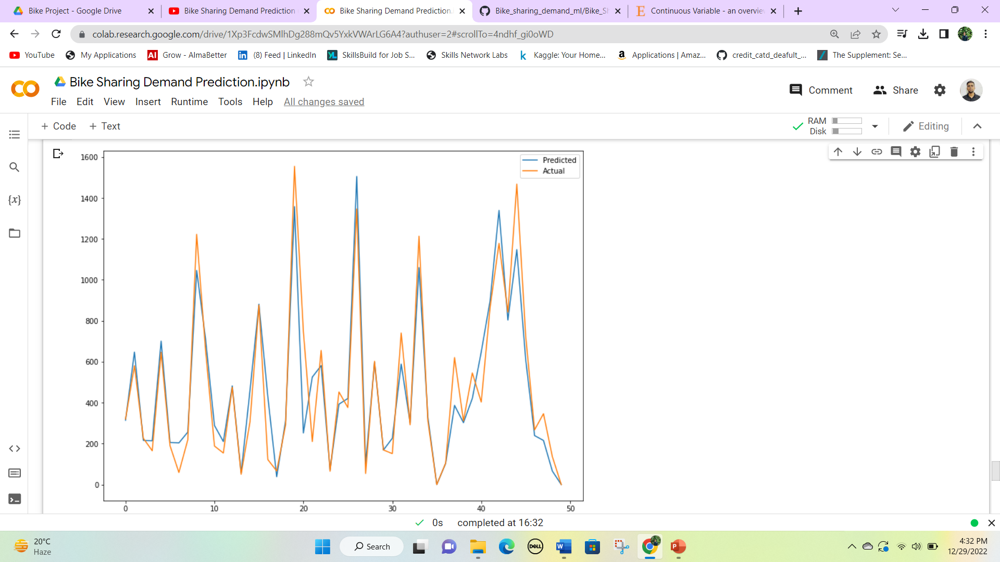 Bike Project - Google Drive
Bike Sharing Demand Prediction
Bike Sharing Demand Prediction.i
Bike_sharing_demand_ml/Bike_Sh
Continuous Variable - an overview
colab.research.google.com/drive/1Xp3FcdwSMlhDg288mQv5YxkVWArLG6A4?authuser=2#scrollTo=4ndhf_gi0oWD
YouTube
My Applications
AI Grow - AlmaBetter
(8) Feed | LinkedIn
SkillsBuild for Job S...
Skills Network Labs
Kaggle: Your Home...
Applications | Amaz...
credit_catd_deafult_...
The Supplement: Se...
Bike Sharing Demand Prediction.ipynb
Comment
Share
File Edit View Insert Runtime Tools Help All changes saved
+ Code + Text
RAM
Disk
Editing
{x}
Predicted
Actual
1600
1400
1200
1000
800
600
400
200
0
0 10 20 30 40 50
0s completed at 16:32
20°C
Haze
Search
DELL
4:32 PM
12/29/2022